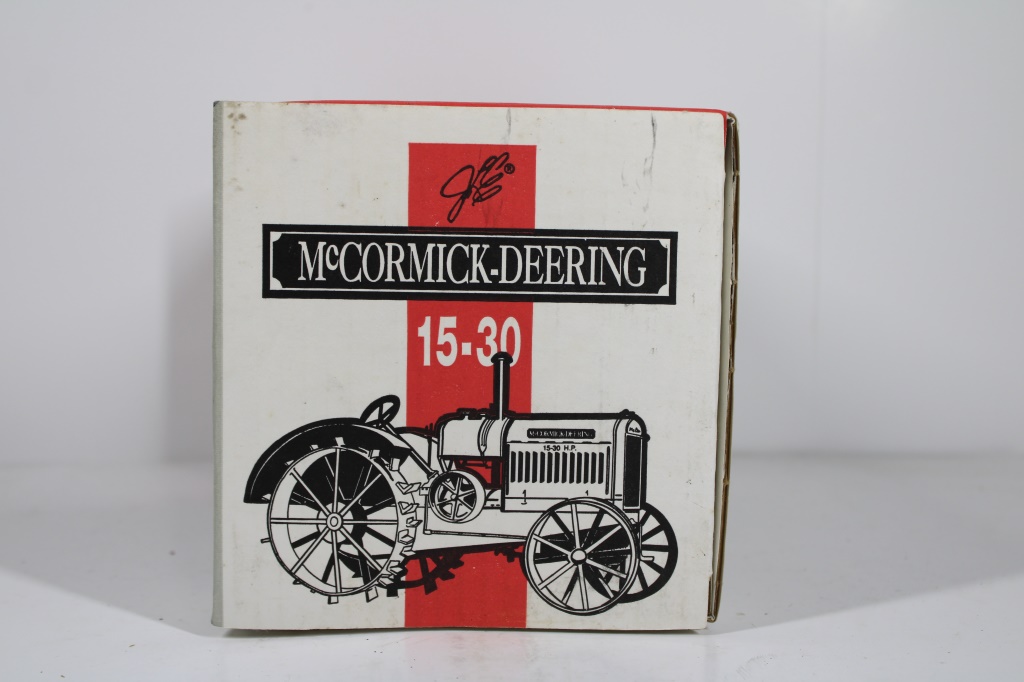 ®
McCORMICK-DEERING
15-30
McCORMICK-DEERING
15-30 H.P.